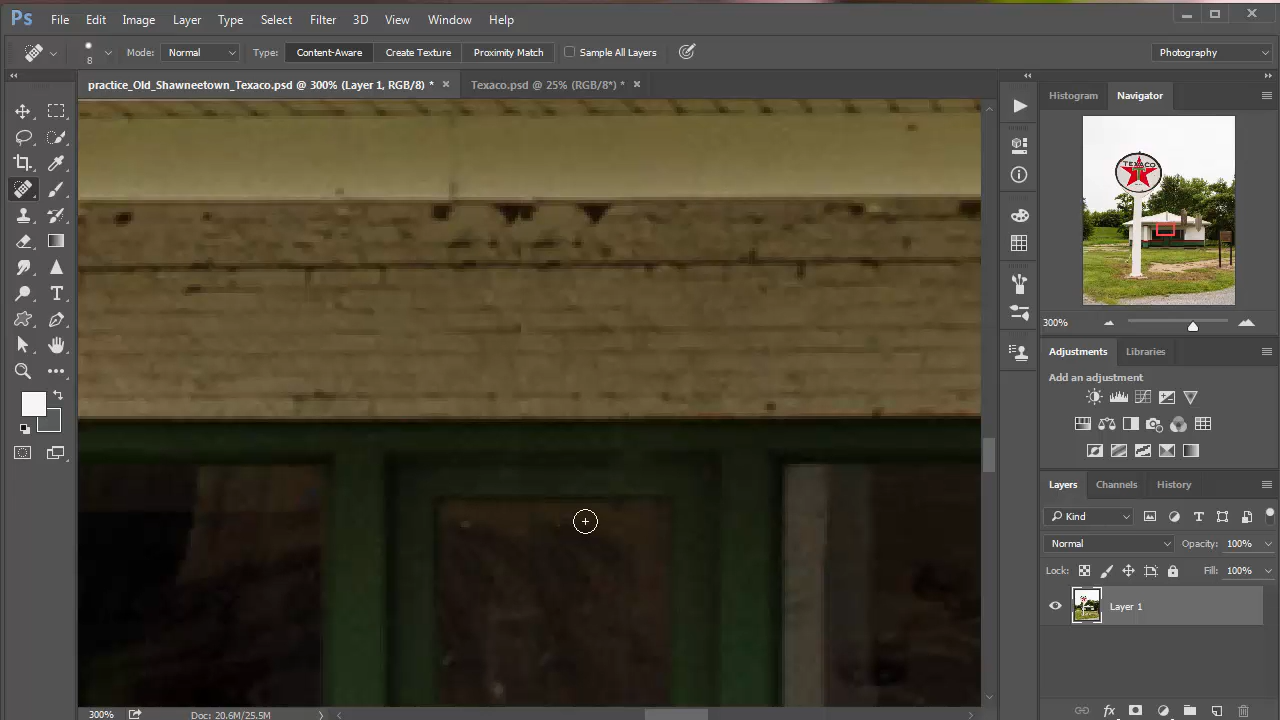 Ps File Edit Image Layer Type Select Filter 3D View Window Help
8 Mode: Normal Type: Content-Aware Create Texture Proximity Match Sample All Layers Photography
practice_Old_Shawneetown_Texaco.psd @ 300% (Layer 1, RGB/8) * × Texaco.psd @ 25% (RGB/8*) * ×
Histogram Navigator
TEXACO
300%
Adjustments Libraries
Add an adjustment
Layers Channels History
Kind
Normal Opacity: 100%
Lock: Fill: 100%
Layer 1
300% Doc: 20.6M/25.5M
fx